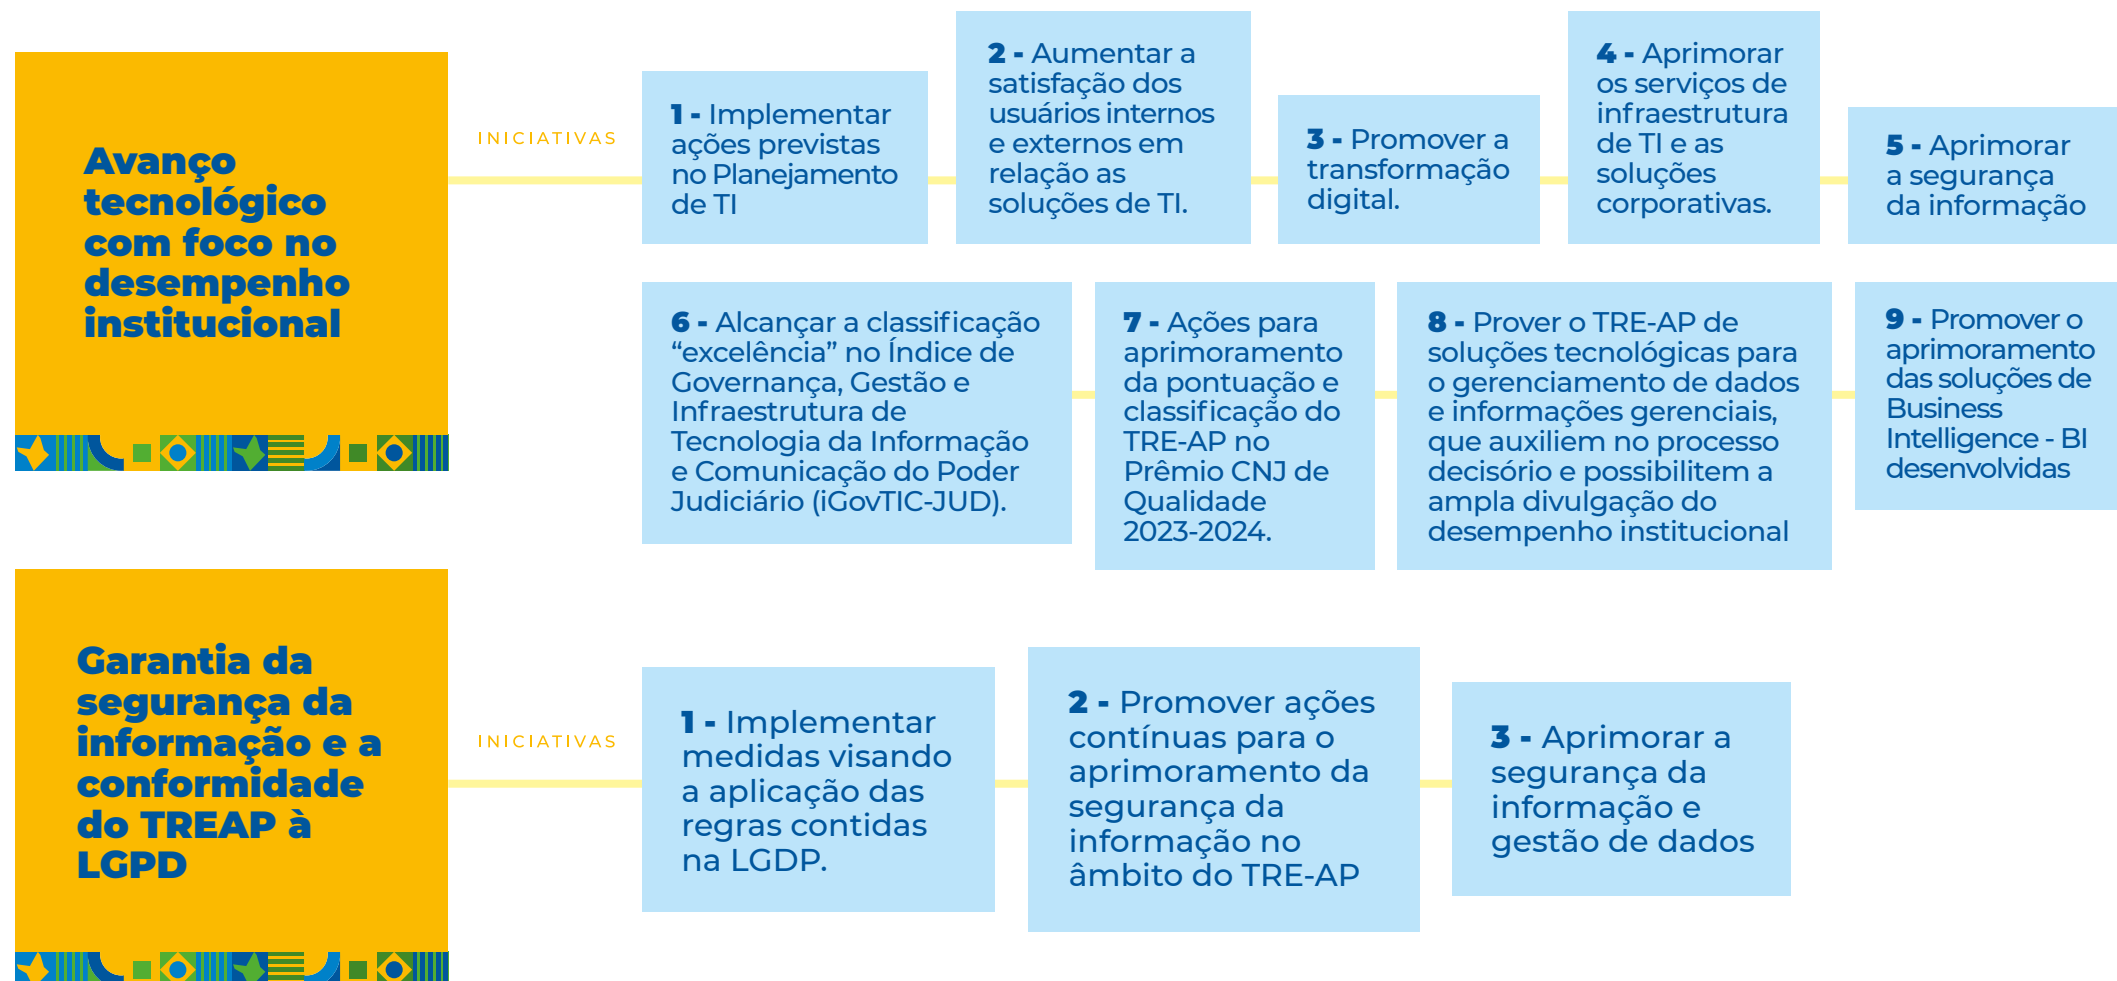 Avanço
tecnológico
com foco no
desempenho
institucional
INICIATIVAS
1 - Implementar
ações previstas
no Planejamento
de TI
2 - Aumentar a
satisfação dos
usuários internos
e externos em
relação as
soluções de TI.
3 - Promover a
transformação
digital.
4 - Aprimorar
os serviços de
infraestrutura
de TI e as
soluções
corporativas.
5 - Aprimorar
a segurança
da informação
6 - Alcançar a classificação
“excelência” no Índice de
Governança, Gestão e
Infraestrutura de
Tecnologia da Informação
e Comunicação do Poder
Judiciário (iGovTIC-JUD).
7 - Ações para
aprimoramento
da pontuação e
classificação do
TRE-AP no
Prêmio CNJ de
Qualidade
2023-2024.
8 - Prover o TRE-AP de
soluções tecnológicas para
o gerenciamento de dados
e informações gerenciais,
que auxiliem no processo
decisório e possibilitem a
ampla divulgação do
desempenho institucional
9 - Promover o
aprimoramento
das soluções de
Business
Intelligence - BI
desenvolvidas
Garantia da
segurança da
informação e a
conformidade
do TREAP à
LGPD
INICIATIVAS
1 - Implementar
medidas visando
a aplicação das
regras contidas
na LGDP.
2 - Promover ações
contínuas para o
aprimoramento da
segurança da
informação no
âmbito do TRE-AP
3 - Aprimorar a
segurança da
informação e
gestão de dados